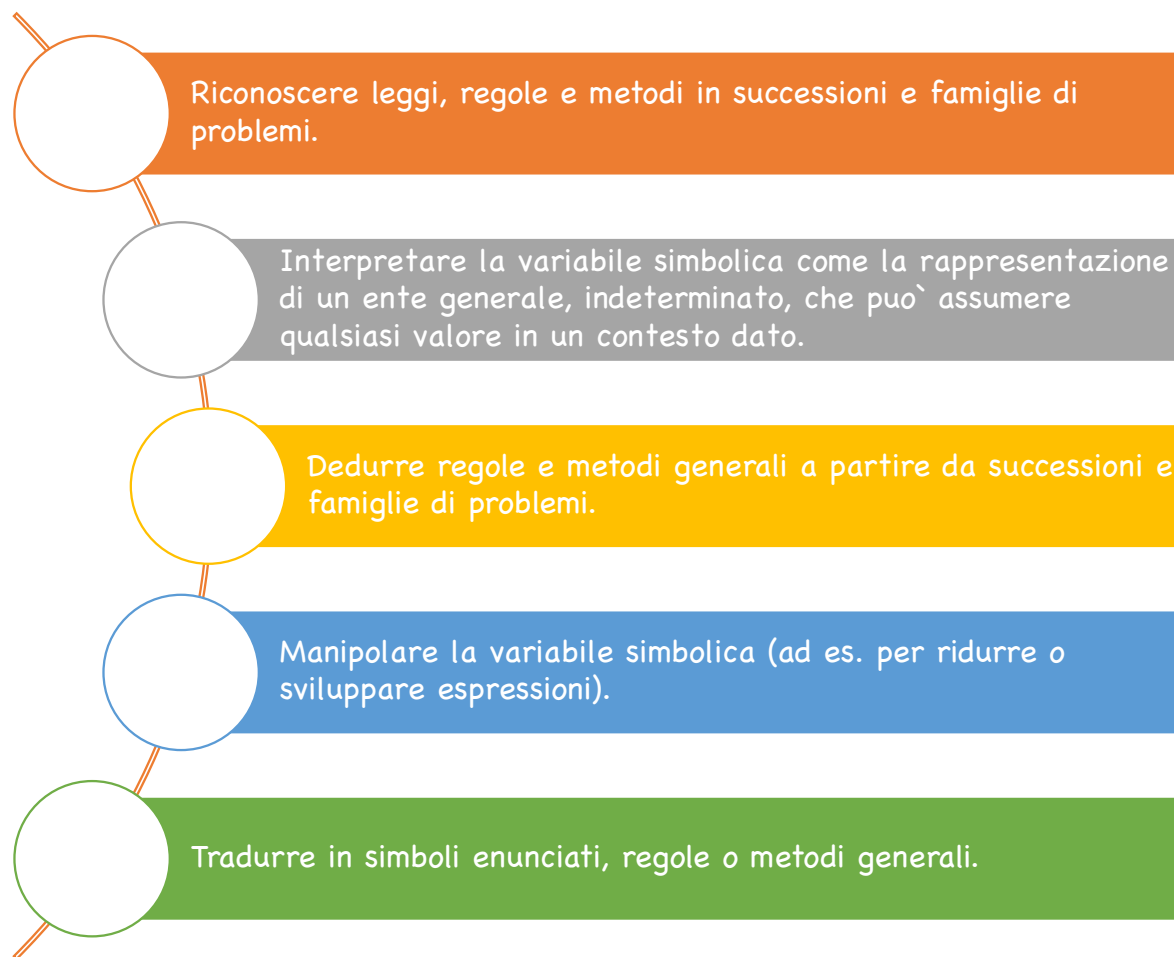 Riconoscere leggi, regole e metodi in successioni e famiglie di
problemi.
Interpretare la variabile simbolica come la rappresentazione
di un ente generale, indeterminato, che puo` assumere
qualsiasi valore in un contesto dato.
Dedurre regole e metodi generali a partire da successioni e
famiglie di problemi.
Manipolare la variabile simbolica (ad es. per ridurre o
sviluppare espressioni).
Tradurre in simboli enunciati, regole o metodi generali.